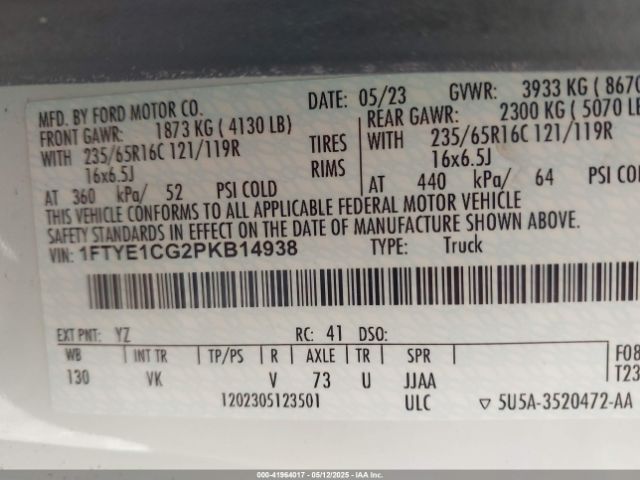 MFD. BY FORD MOTOR CO. DATE: 05/23 GVWR: 3933 KG ( 8670
FRONT GAWR: 1873 KG ( 4130 LB) REAR GAWR: 2300 KG ( 5070 LB
WITH 235/65R16C 121/119R TIRES WITH 235/65R16C 121/119R
16x6.5J RIMS 16x6.5J
AT 360 kPa/ 52 PSI COLD AT 440 kPa/ 64 PSI COL
THIS VEHICLE CONFORMS TO ALL APPLICABLE FEDERAL MOTOR VEHICLE
SAFETY STANDARDS IN EFFECT ON THE DATE OF MANUFACTURE SHOWN ABOVE.
VIN: 1FTYE1CG2PKB14938 TYPE: Truck
EXT PNT: YZ RC: 41 DSO:
WB INT TR TP/PS R AXLE TR SPR F08
130 VK V 73 U JJAA T23
1202305123501 ULC ▽ 5U5A-3520472-AA
000-41964017 - 05/12/2025 - IAA, Inc.